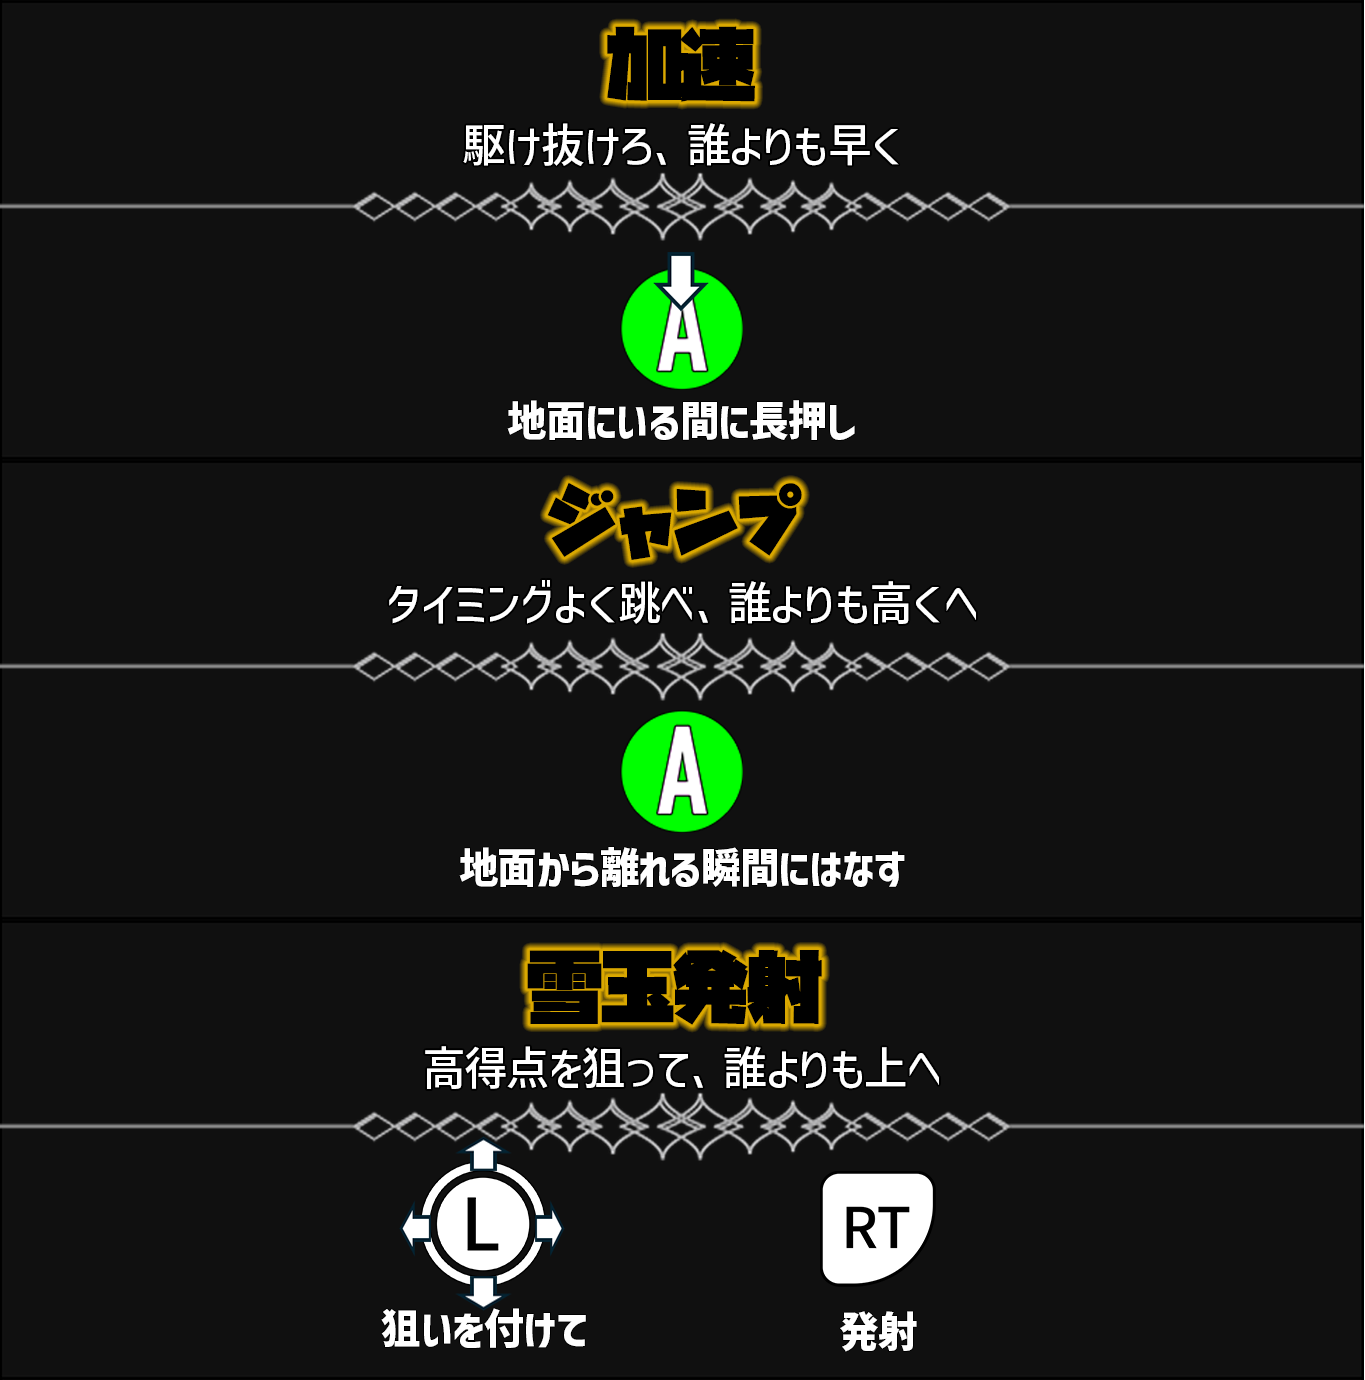 加速
駆け抜けろ、誰よりも早く
A
地面にいる間に長押し
ジャンプ
タイミングよく跳べ、誰よりも高くへ
A
地面から離れる瞬間にはなす
雪玉発射
高得点を狙って、誰よりも上へ
L RT
狙いを付けて 発射